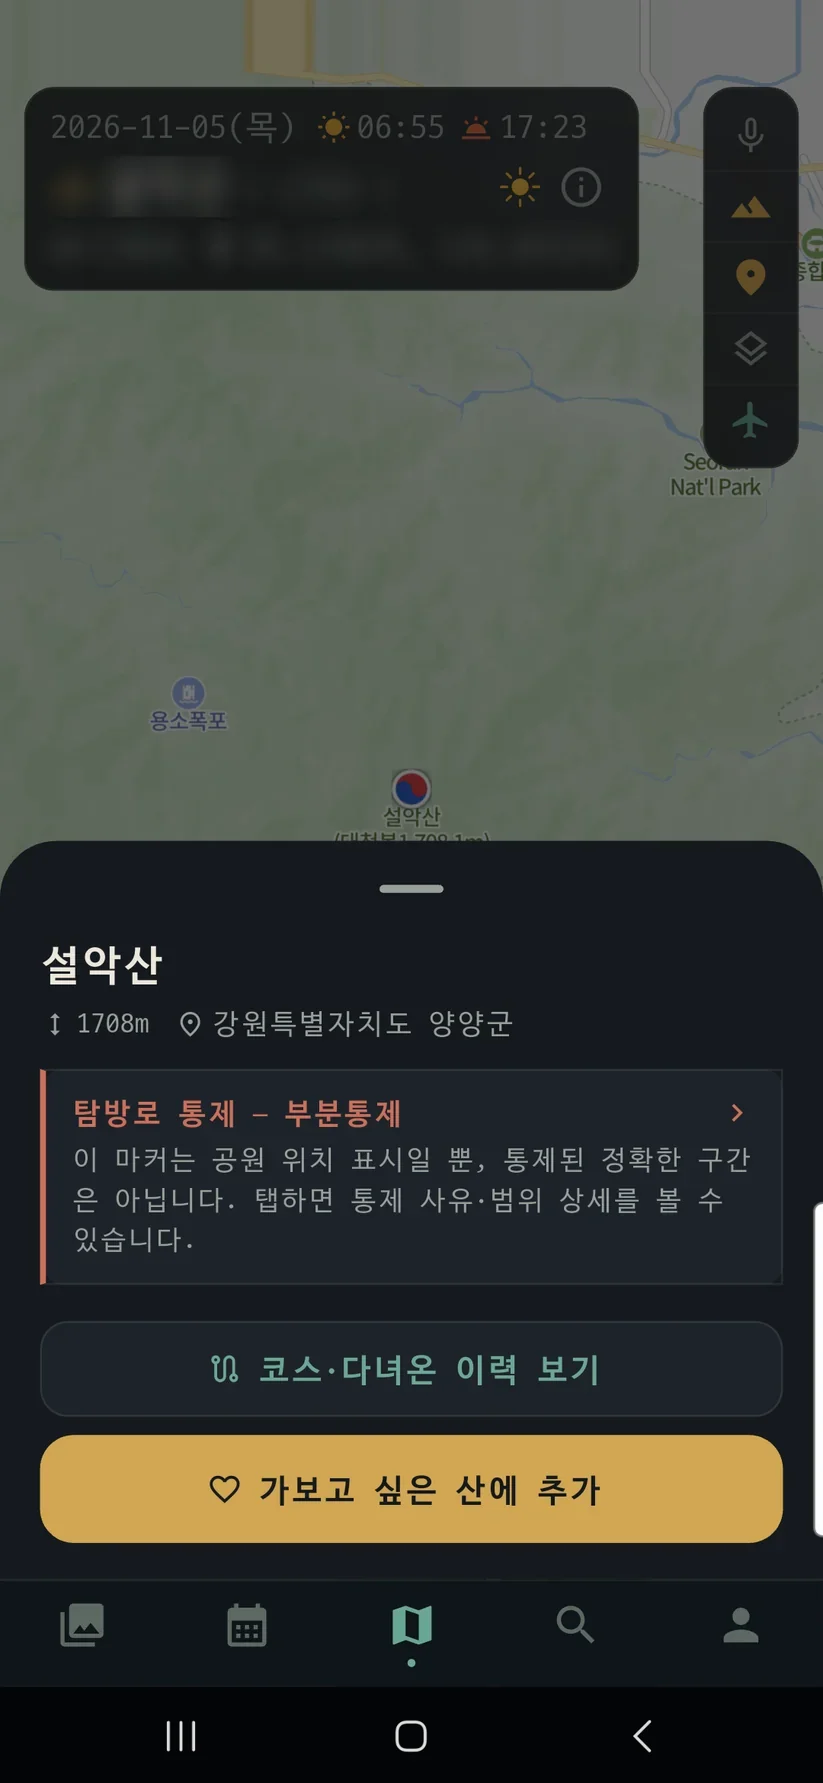 2026-11-05(목) 06:55 17:23
종합
Nat'l Park
용소폭포
설악산
설악산
1708m 강원특별자치도 양양군
탐방로 통제 – 부분통제
이 마커는 공원 위치 표시일 뿐, 통제된 정확한 구간
은 아닙니다. 탭하면 통제 사유·범위 상세를 볼 수
있습니다.
코스·다녀온 이력 보기
가보고 싶은 산에 추가